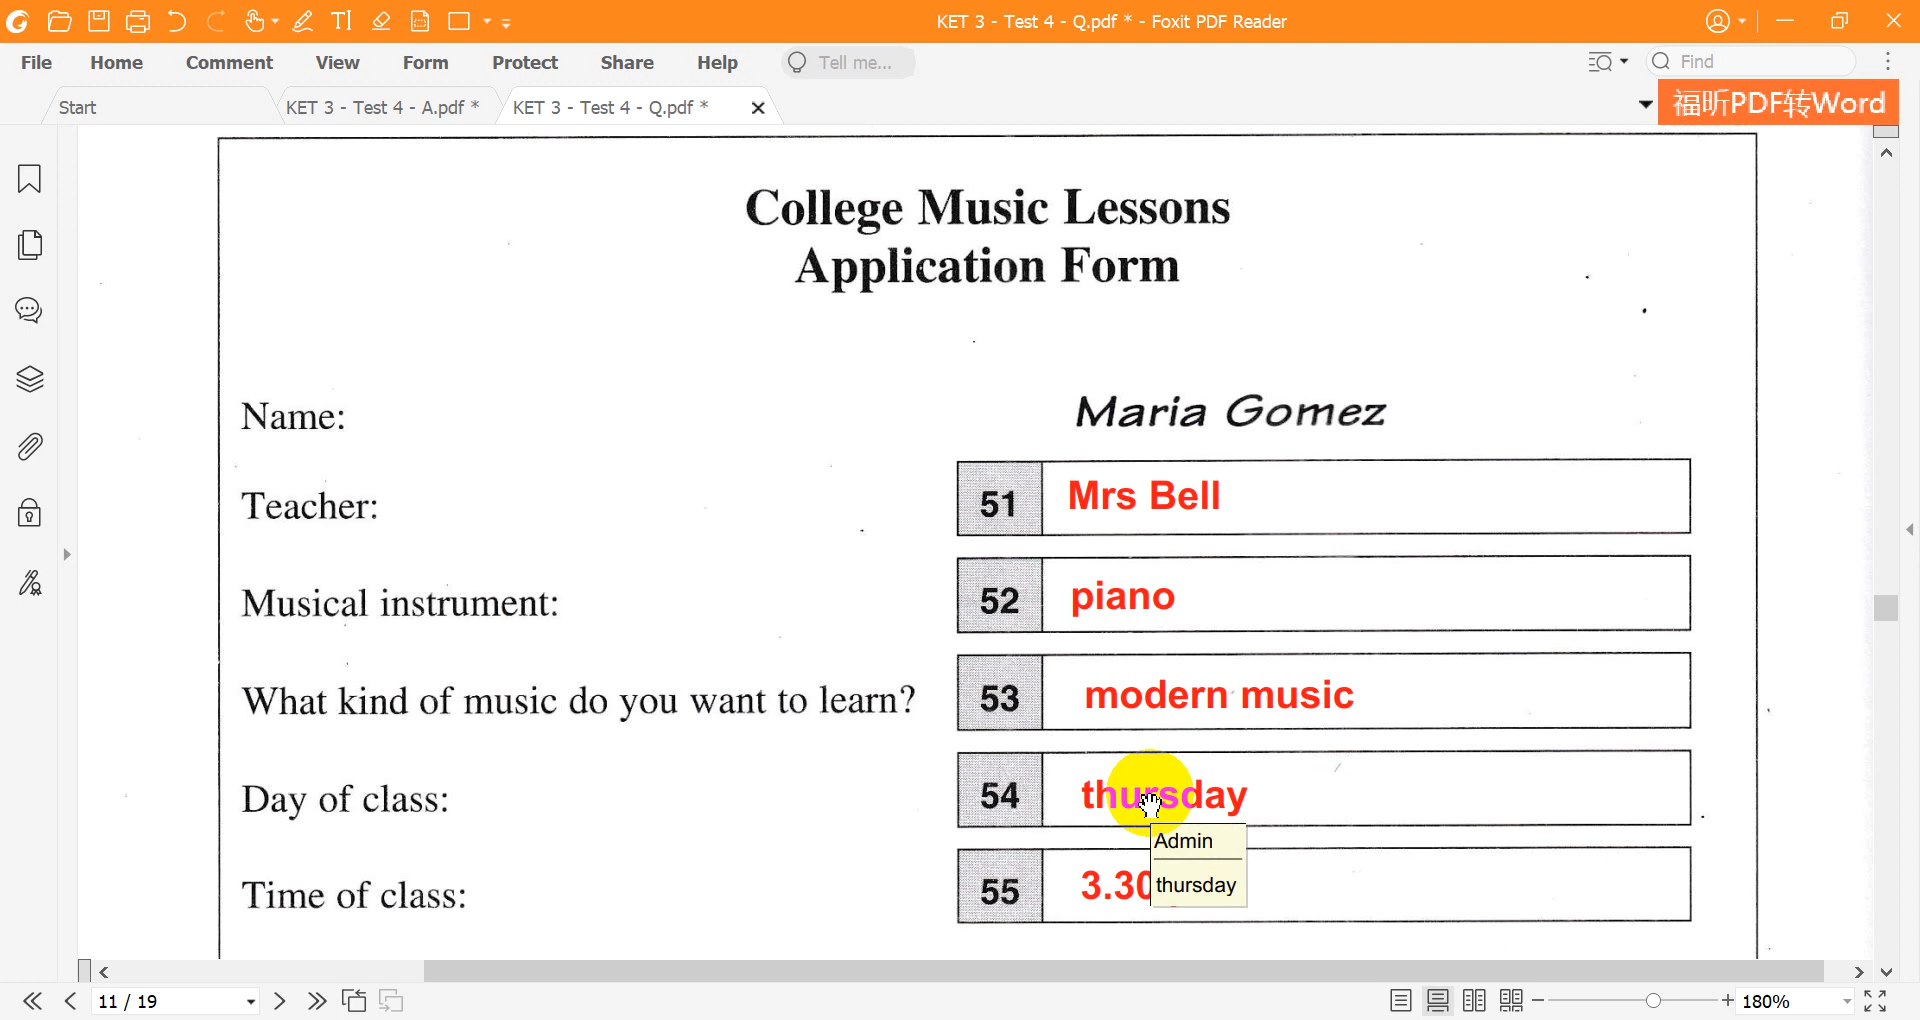 KET 3 - Test 4 - Q.pdf * - Foxit PDF Reader
File Home Comment View Form Protect Share Help Tell me... Find
Start KET 3 - Test 4 - A.pdf * KET 3 - Test 4 - Q.pdf * 福昕PDF转Word
College Music Lessons
Application Form
Name: Maria Gomez
Teacher: 51 Mrs Bell
Musical instrument: 52 piano
What kind of music do you want to learn? 53 modern music
Day of class: 54 thursday
Admin
Time of class: 55 3.30
thursday
11 / 19 180%